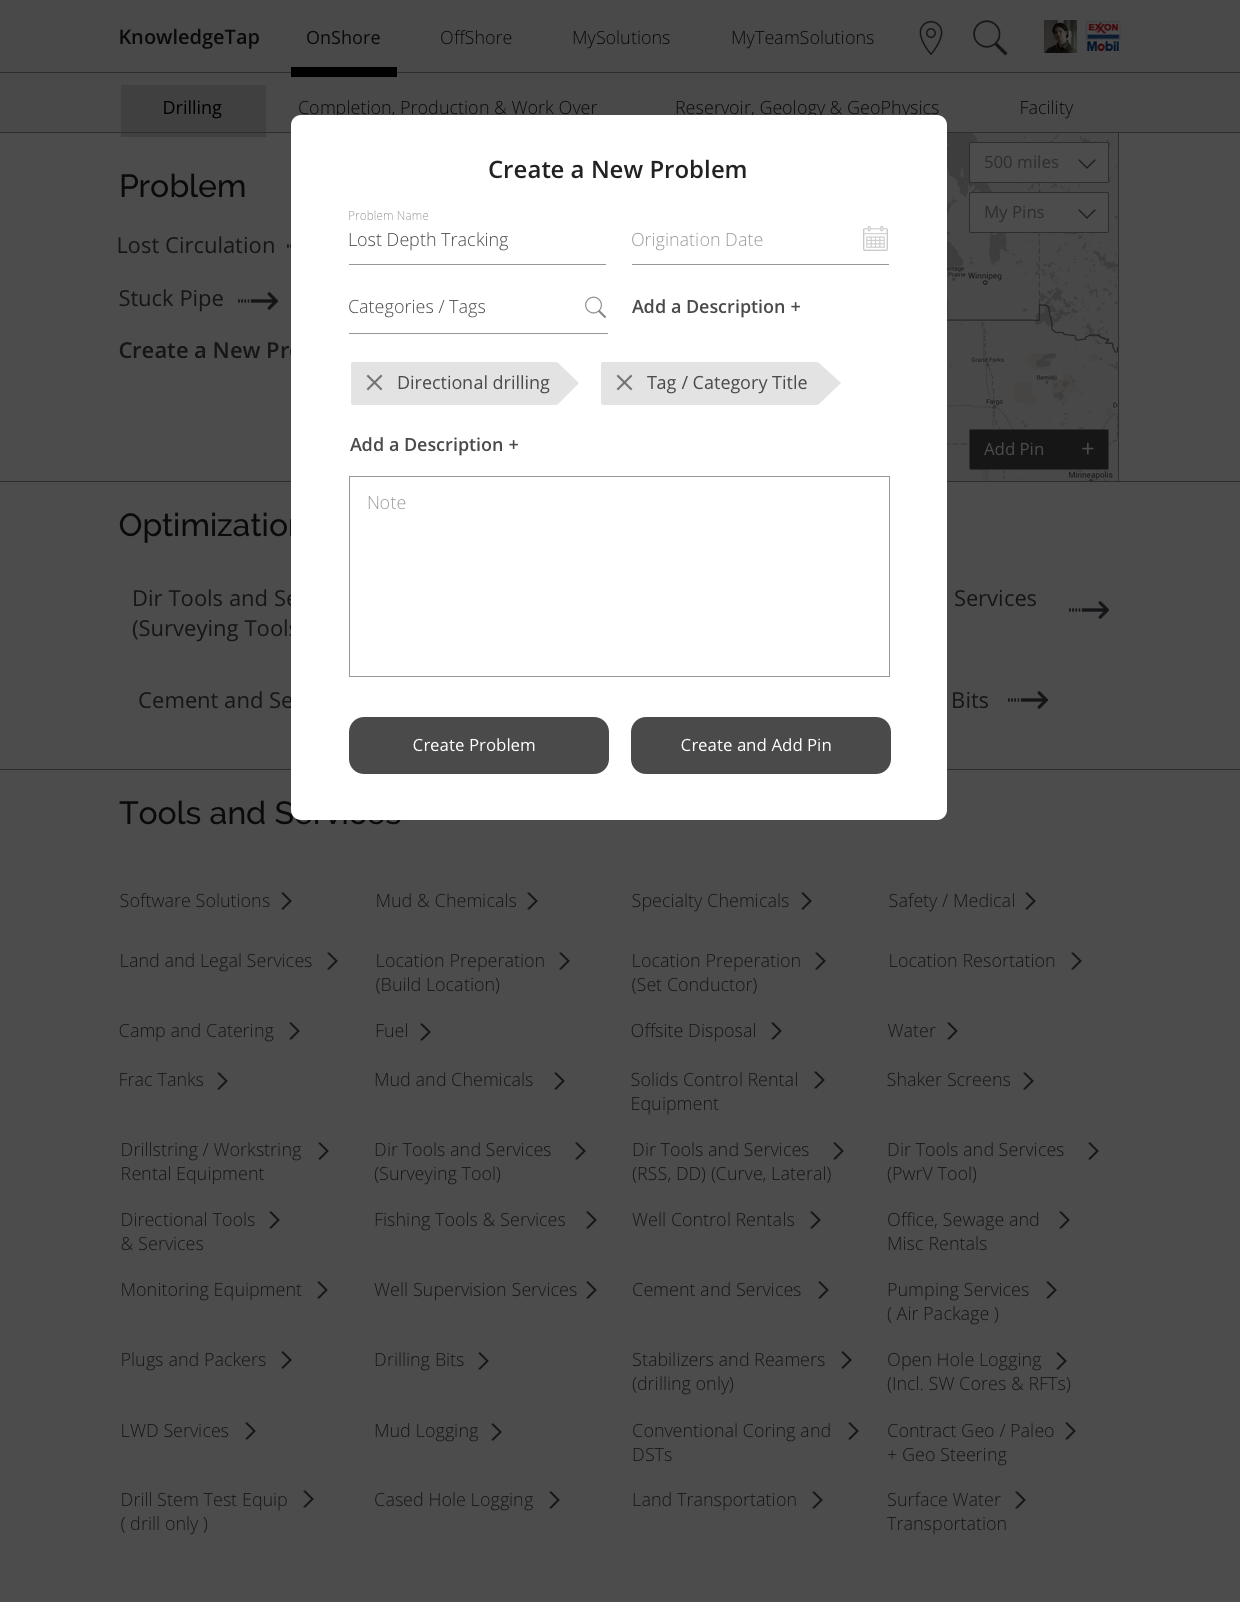 KnowledgeTap
OnShore
OffShore
MySolutions
MyTeamSolutions
EXXON
Mobil
Drilling
Completion, Production & Work Over
Reservoir, Geology & GeoPhysics
Facility
Problem
Lost Circulation
Stuck Pipe
Create a New Pr
500 miles
My Pins
Winnipeg
Grand Forks
Bemidji
Fargo
Add Pin +
Minneapolis
Create a New Problem
Problem Name
Lost Depth Tracking
Origination Date
Categories / Tags
Add a Description +
Directional drilling
Tag / Category Title
Add a Description +
Note
Create Problem
Create and Add Pin
Optimization
Dir Tools and Se
(Surveying Tools
Services
Cement and Se
Bits
Tools and Services
Software Solutions
Mud & Chemicals
Specialty Chemicals
Safety / Medical
Land and Legal Services
Location Preperation
(Build Location)
Location Preperation
(Set Conductor)
Location Resortation
Camp and Catering
Fuel
Offsite Disposal
Water
Frac Tanks
Mud and Chemicals
Solids Control Rental
Equipment
Shaker Screens
Drillstring / Workstring
Rental Equipment
Dir Tools and Services
(Surveying Tool)
Dir Tools and Services
(RSS, DD) (Curve, Lateral)
Dir Tools and Services
(PwrV Tool)
Directional Tools
& Services
Fishing Tools & Services
Well Control Rentals
Office, Sewage and
Misc Rentals
Monitoring Equipment
Well Supervision Services
Cement and Services
Pumping Services
( Air Package )
Plugs and Packers
Drilling Bits
Stabilizers and Reamers
(drilling only)
Open Hole Logging
(Incl. SW Cores & RFTs)
LWD Services
Mud Logging
Conventional Coring and
DSTs
Contract Geo / Paleo
+ Geo Steering
Drill Stem Test Equip
( drill only )
Cased Hole Logging
Land Transportation
Surface Water
Transportation